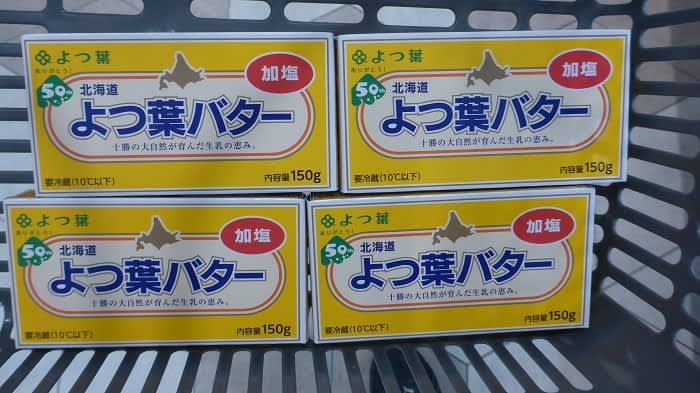 よつ葉
ありがとう!
50th
加塩
北海道
よつ葉バター
十勝の大自然が育んだ生乳の恵み。
要冷蔵(10℃以下)
内容量150g
よつ葉
ありがとう!
50th
加塩
北海道
よつ葉バター
十勝の大自然が育んだ生乳の恵み。
要冷蔵(10℃以下)
内容量150g
よつ葉
ありがとう!
50th
加塩
北海道
よつ葉バター
十勝の大自然が育んだ生乳の恵み。
要冷蔵(10℃以下)
内容量150g
よつ葉
ありがとう!
50th
加塩
北海道
よつ葉バター
十勝の大自然が育んだ生乳の恵み。
要冷蔵(10℃以下)
内容量150g